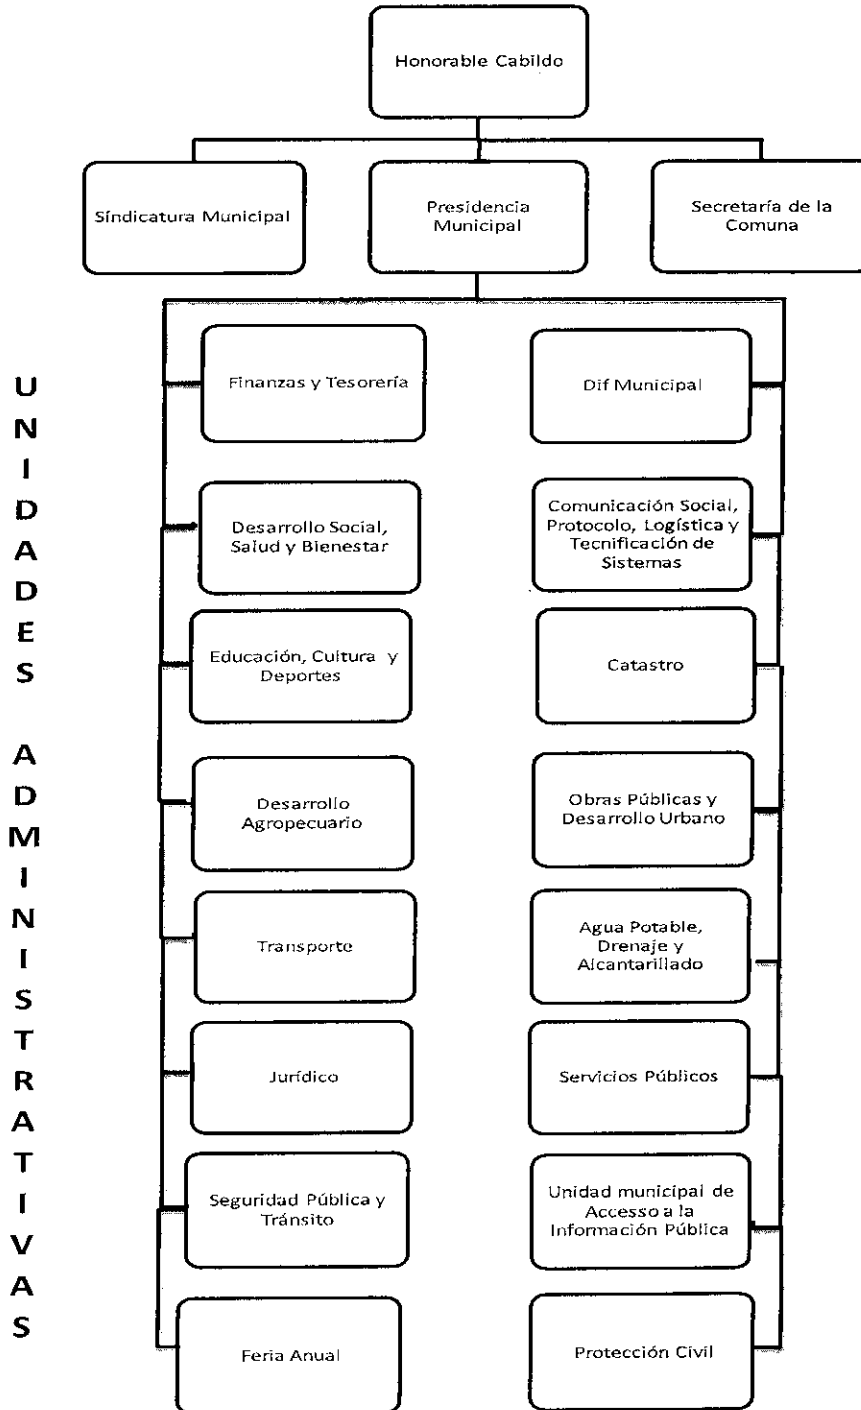 Honorable Cabildo
Síndicatura Municipal
Presidencia
Municipal
Secretaría de la
Comuna
UNIDADES ADMINISTRATIVAS
Finanzas y Tesorería
Dif Municipal
Desarrollo Social,
Salud y Bienestar
Comunicación Social,
Protocolo, Logística y
Tecnificación de
Sistemas
Educación, Cultura y
Deportes
Catastro
Desarrollo
Agropecuario
Obras Públicas y
Desarrollo Urbano
Transporte
Agua Potable,
Drenaje y
Alcantarillado
Jurídico
Servicios Públicos
Seguridad Pública y
Tránsito
Unidad municipal de
Accesso a la
Información Pública
Feria Anual
Protección Civil